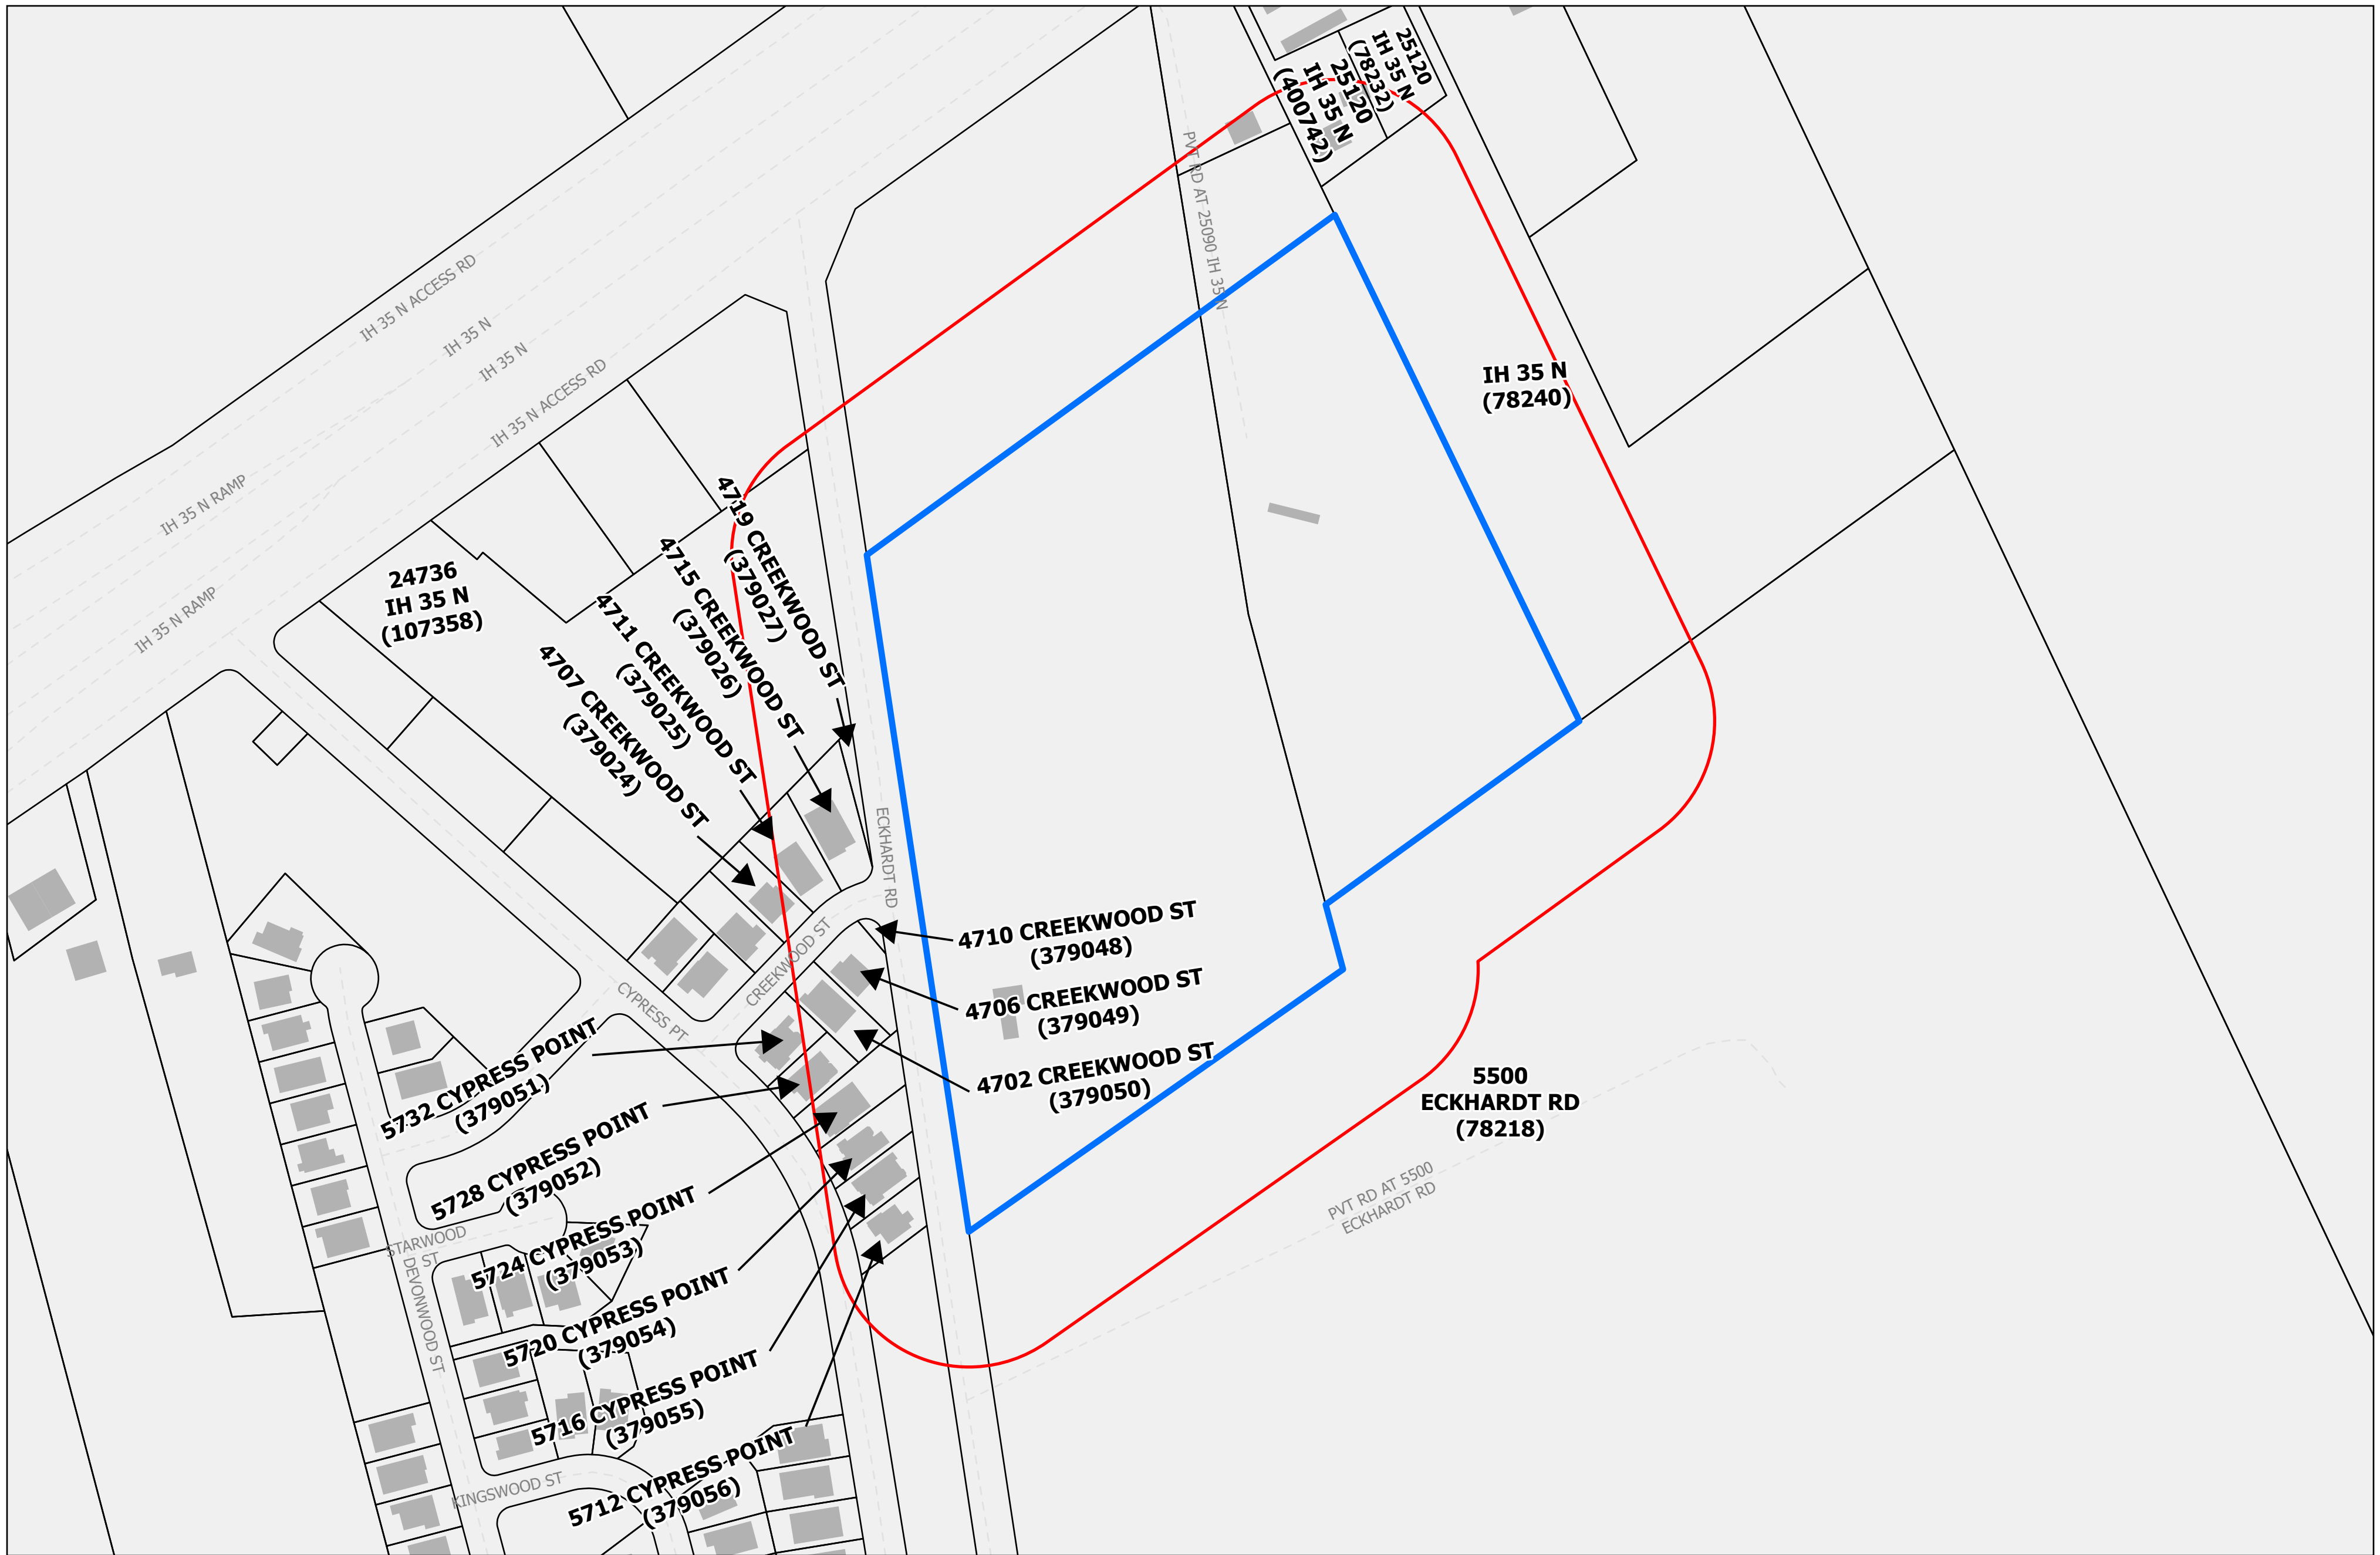 25120
IH 35 N
(78232)
25120
IH 35 N
(400742)
PVT RD AT 25090 IH 35 N
IH 35 N ACCESS RD
IH 35 N
IH 35 N
IH 35 N ACCESS RD
IH 35 N RAMP
IH 35 N RAMP
IH 35 N
(78240)
24736
IH 35 N
(107358)
4719 CREEKWOOD ST
(379027)
4715 CREEKWOOD ST
(379026)
4711 CREEKWOOD ST
(379025)
4707 CREEKWOOD ST
(379024)
ECKHARDT RD
CREEKWOOD ST
CYPRESS PT
4710 CREEKWOOD ST
(379048)
4706 CREEKWOOD ST
(379049)
4702 CREEKWOOD ST
(379050)
5732 CYPRESS POINT
(379051)
5728 CYPRESS POINT
(379052)
5724 CYPRESS POINT
(379053)
5720 CYPRESS POINT
(379054)
5716 CYPRESS POINT
(379055)
5712 CYPRESS POINT
(379056)
5500
ECKHARDT RD
(78218)
PVT RD AT 5500
ECKHARDT RD
STARWOOD
ST
DEVONWOOD ST
KINGSWOOD ST